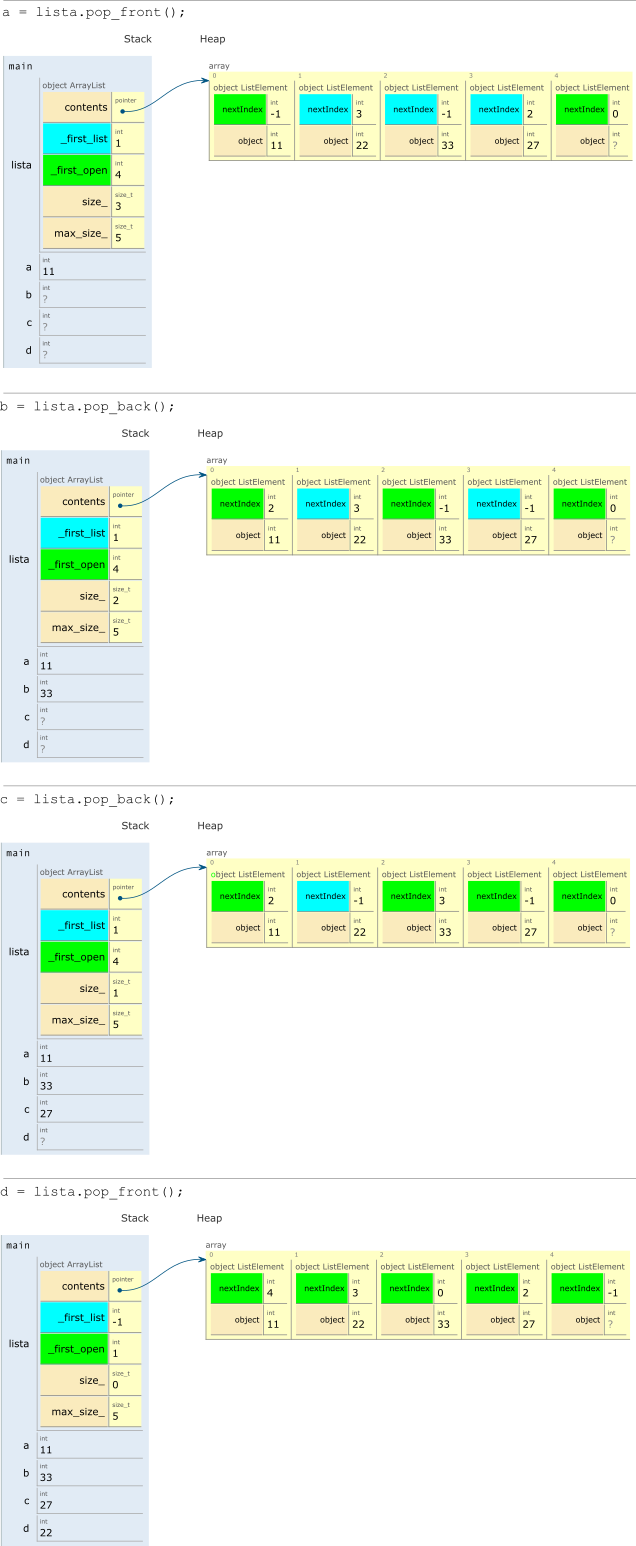 a = lista.pop_front();
Stack Heap
main
array
0 1 2 3 4
object ArrayList
object ListElement object ListElement object ListElement object ListElement object ListElement
contents pointer
nextIndex int -1 nextIndex int 3 nextIndex int -1 nextIndex int 2 nextIndex int 0
_first_list int 1
object int 11 object int 22 object int 33 object int 27 object int ?
lista
_first_open int 4
size_ size_t 3
max_size_ size_t 5
a int 11
b int ?
c int ?
d int ?
b = lista.pop_back();
Stack Heap
main
array
0 1 2 3 4
object ArrayList
object ListElement object ListElement object ListElement object ListElement object ListElement
contents pointer
nextIndex int 2 nextIndex int 3 nextIndex int -1 nextIndex int -1 nextIndex int 0
_first_list int 1
object int 11 object int 22 object int 33 object int 27 object int ?
lista
_first_open int 4
size_ size_t 2
max_size_ size_t 5
a int 11
b int 33
c int ?
d int ?
c = lista.pop_back();
Stack Heap
main
array
0 1 2 3 4
object ArrayList
object ListElement object ListElement object ListElement object ListElement object ListElement
contents pointer
nextIndex int 2 nextIndex int -1 nextIndex int 3 nextIndex int -1 nextIndex int 0
_first_list int 1
object int 11 object int 22 object int 33 object int 27 object int ?
lista
_first_open int 4
size_ size_t 1
max_size_ size_t 5
a int 11
b int 33
c int 27
d int ?
d = lista.pop_front();
Stack Heap
main
array
0 1 2 3 4
object ArrayList
object ListElement object ListElement object ListElement object ListElement object ListElement
contents pointer
nextIndex int 4 nextIndex int 3 nextIndex int 0 nextIndex int 2 nextIndex int -1
_first_list int -1
object int 11 object int 22 object int 33 object int 27 object int ?
lista
_first_open int 1
size_ size_t 0
max_size_ size_t 5
a int 11
b int 33
c int 27
d int 22